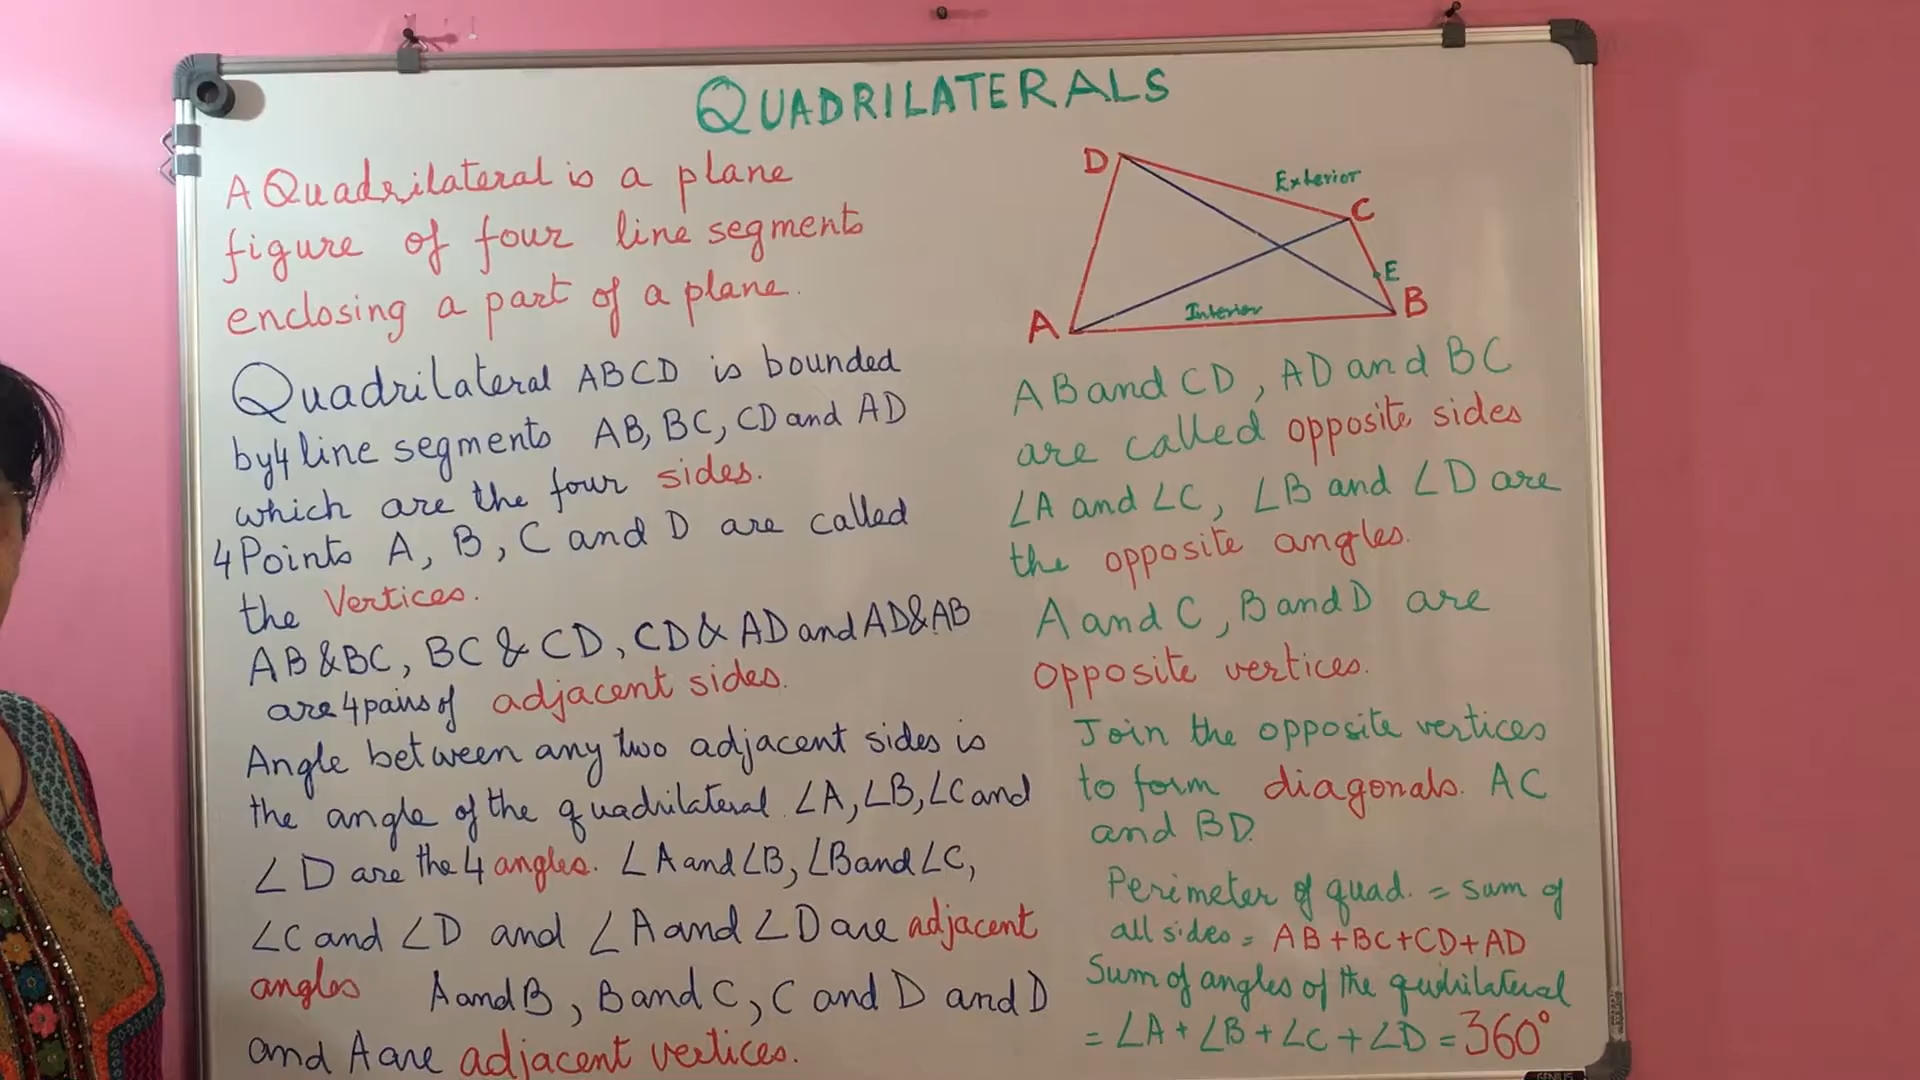 QUADRILATERALS
A Quadrilateral is a plane
figure of four line segments
enclosing a part of a plane.
Quadrilateral ABCD is bounded
by 4 line segments AB, BC, CD and AD
which are the four sides.
4 Points A, B, C and D are called
the Vertices.
AB & BC, BC & CD, CD & AD and AD & AB
are 4 pairs of adjacent sides.
Angle between any two adjacent sides is
the angle of the quadrilateral. ∠A, ∠B, ∠C and
∠D are the 4 angles. ∠A and ∠B, ∠B and ∠C,
∠C and ∠D and ∠A and ∠D are adjacent
angles A and B, B and C, C and D and D
and A are adjacent vertices.
D
Exterior
C
E
B
Interior
A
AB and CD, AD and BC
are called opposite sides
∠A and ∠C, ∠B and ∠D are
the opposite angles.
A and C, B and D are
opposite vertices.
Join the opposite vertices
to form diagonals. AC
and BD.
Perimeter of quad. = sum of
all sides = AB+BC+CD+AD
Sum of angles of the qudrilateral
= ∠A + ∠B + ∠C + ∠D = 360°
GENIUS